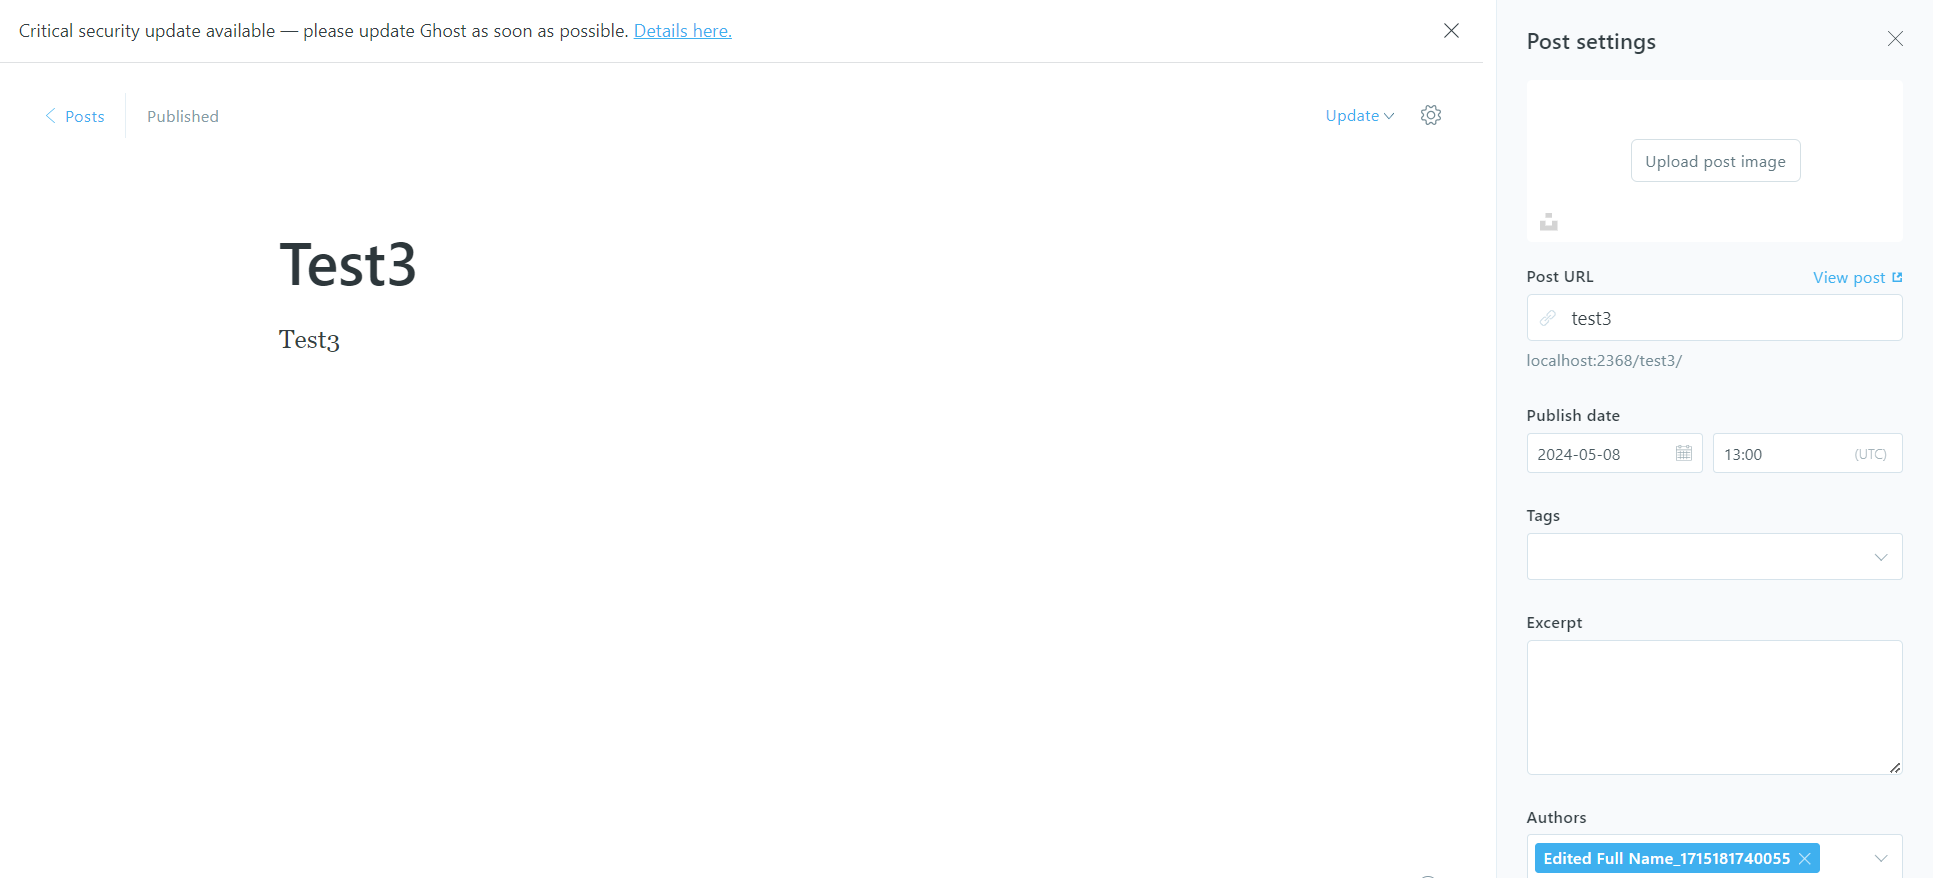 Critical security update available — please update Ghost as soon as possible. Details here.
Posts
Published
Update
Test3
Test3
Post settings
Upload post image
Post URL
View post
test3
localhost:2368/test3/
Publish date
2024-05-08
13:00
(UTC)
Tags
Excerpt
Authors
Edited Full Name_1715181740055